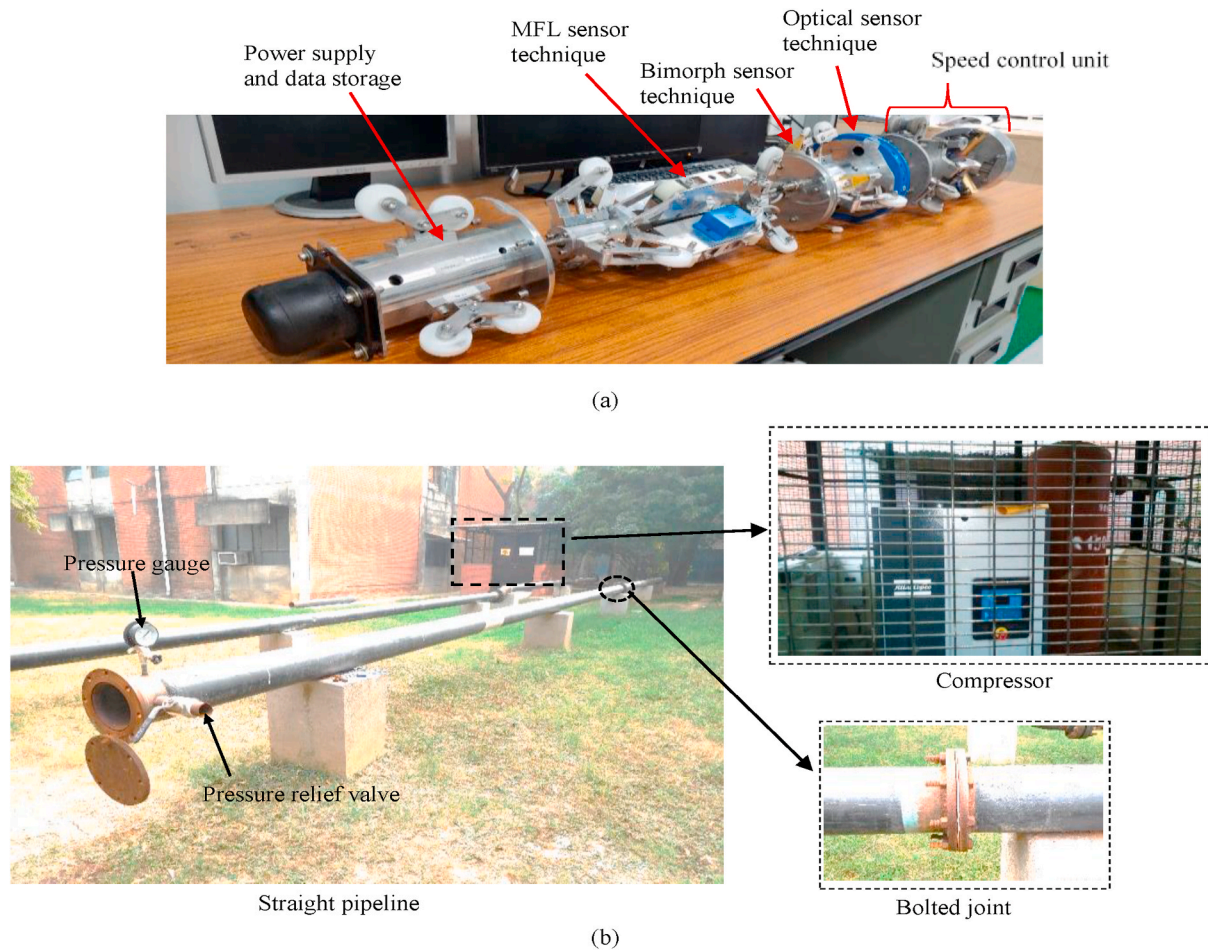 Power supply
and data storage
MFL sensor
technique
Bimorph sensor
technique
Optical sensor
technique
Speed control unit
(a)
Pressure gauge
Pressure relief valve
Straight pipeline
Compressor
Bolted joint
(b)